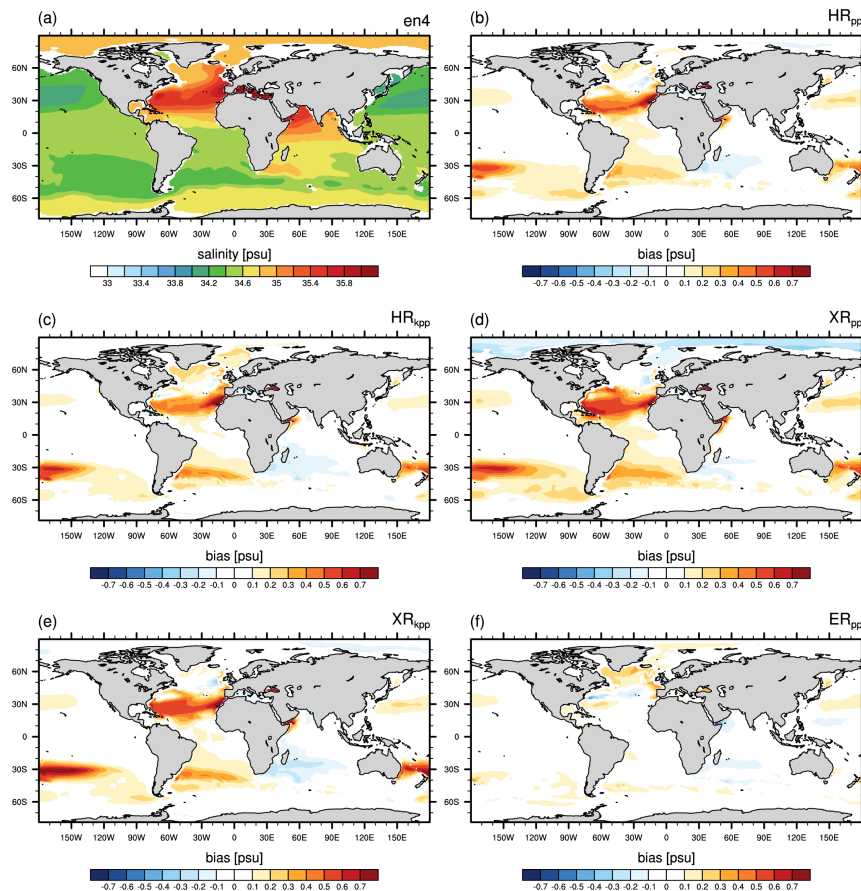 (a) en4
60N
30N
0
30S
60S
150W 120W 90W 60W 30W 0 30E 60E 90E 120E 150E
salinity [psu]
33 33.4 33.8 34.2 34.6 35 35.4 35.8
(b) HRpp
60N
30N
0
30S
60S
150W 120W 90W 60W 30W 0 30E 60E 90E 120E 150E
bias [psu]
-0.7 -0.5 -0.4 -0.3 -0.2 -0.1 0 0.1 0.2 0.3 0.4 0.5 0.6 0.7
(c) HRkpp
60N
30N
0
30S
60S
150W 120W 90W 60W 30W 0 30E 60E 90E 120E 150E
bias [psu]
-0.7 -0.5 -0.4 -0.3 -0.2 -0.1 0 0.1 0.2 0.3 0.4 0.5 0.6 0.7
(d) XRpp
60N
30N
0
30S
60S
150W 120W 90W 60W 30W 0 30E 60E 90E 120E 150E
bias [psu]
-0.7 -0.5 -0.4 -0.3 -0.2 -0.1 0 0.1 0.2 0.3 0.4 0.5 0.6 0.7
(e) XRkpp
60N
30N
0
30S
60S
150W 120W 90W 60W 30W 0 30E 60E 90E 120E 150E
bias [psu]
-0.7 -0.5 -0.4 -0.3 -0.2 -0.1 0 0.1 0.2 0.3 0.4 0.5 0.6 0.7
(f) ERpp
60N
30N
0
30S
60S
150W 120W 90W 60W 30W 0 30E 60E 90E 120E 150E
bias [psu]
-0.7 -0.5 -0.4 -0.3 -0.2 -0.1 0 0.1 0.2 0.3 0.4 0.5 0.6 0.7